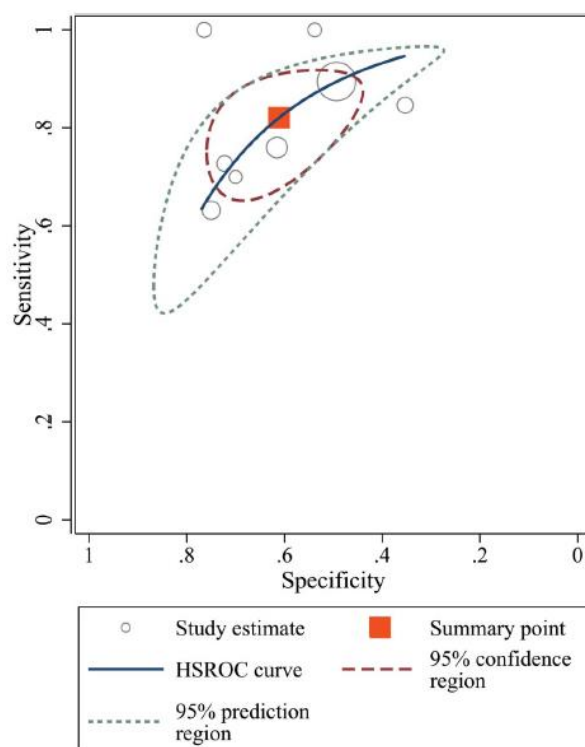 1
.8
.6
.4
.2
0
Sensitivity
1 .8 .6 .4 .2 0
Specificity
Study estimate Summary point
HSROC curve 95% confidence
region
95% prediction
region